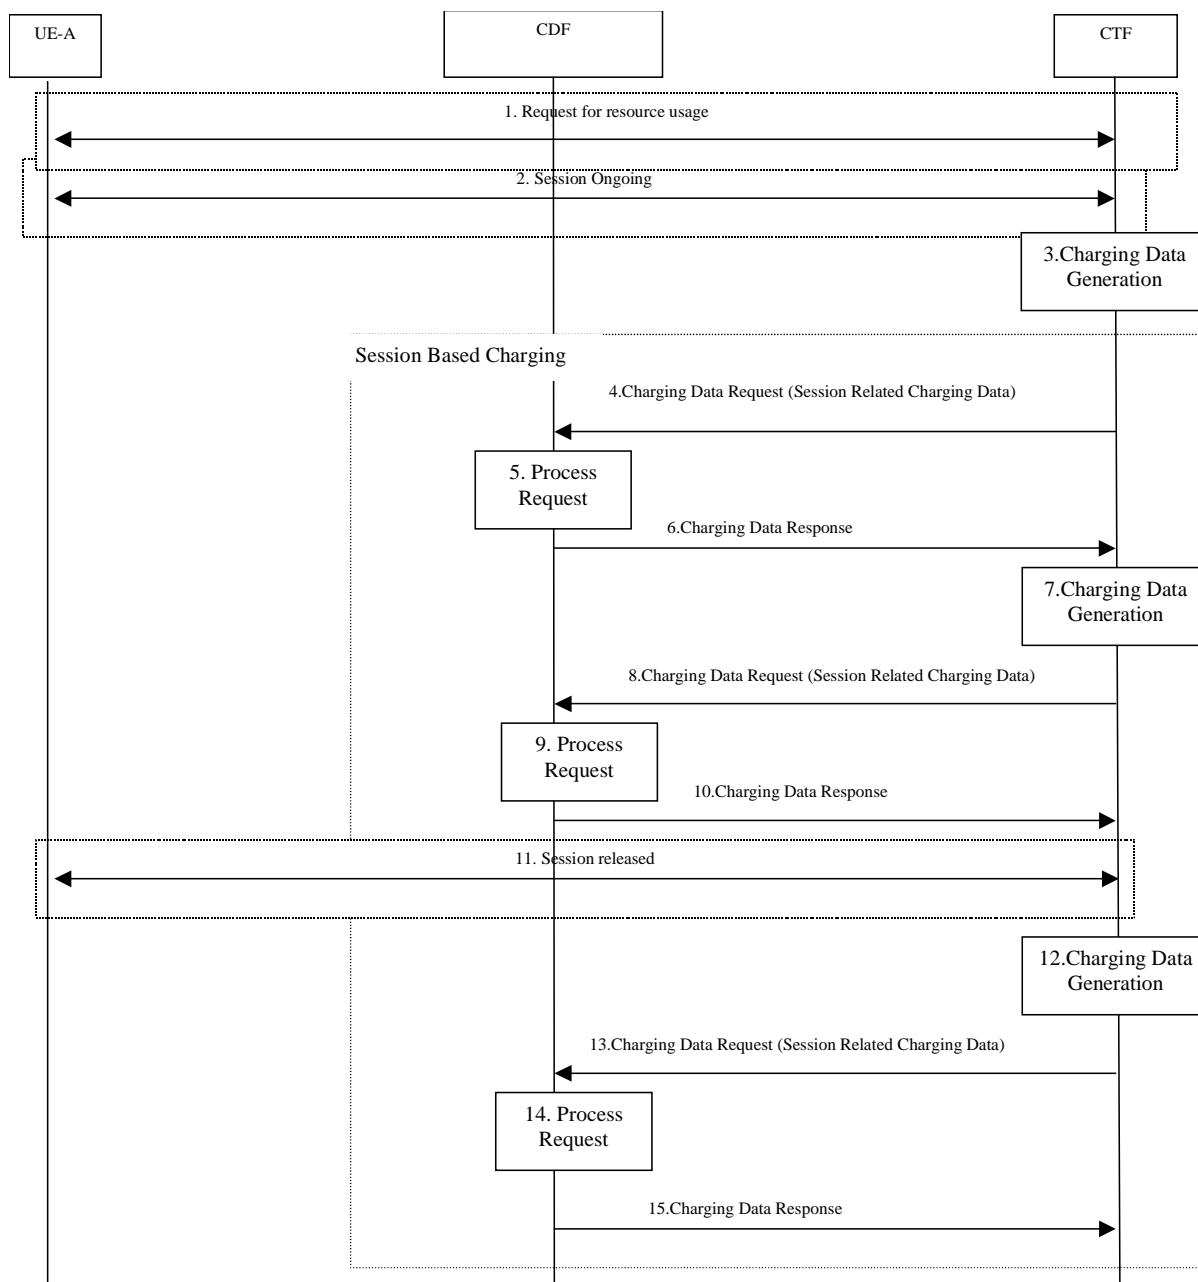 UE-A
CDF
CTF
1. Request for resource usage
2. Session Ongoing
3.Charging Data
Generation
Session Based Charging
4.Charging Data Request (Session Related Charging Data)
5. Process
Request
6.Charging Data Response
7.Charging Data
Generation
8.Charging Data Request (Session Related Charging Data)
9. Process
Request
10.Charging Data Response
11. Session released
12.Charging Data
Generation
13.Charging Data Request (Session Related Charging Data)
14. Process
Request
15.Charging Data Response